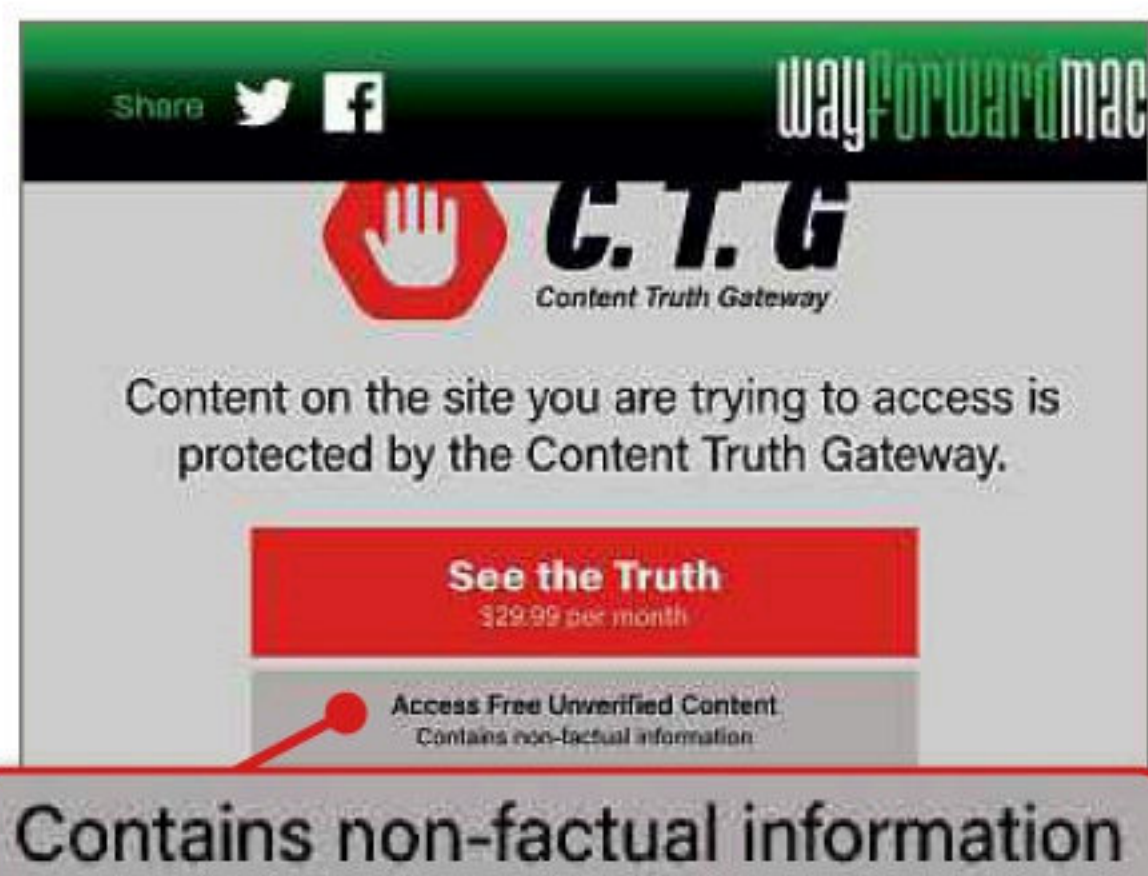 Share
wayforwardmac
C. T. G
Content Truth Gateway
Content on the site you are trying to access is
protected by the Content Truth Gateway.
See the Truth
$29.99 per month
Access Free Unverified Content
Contains non-factual information
Contains non-factual information